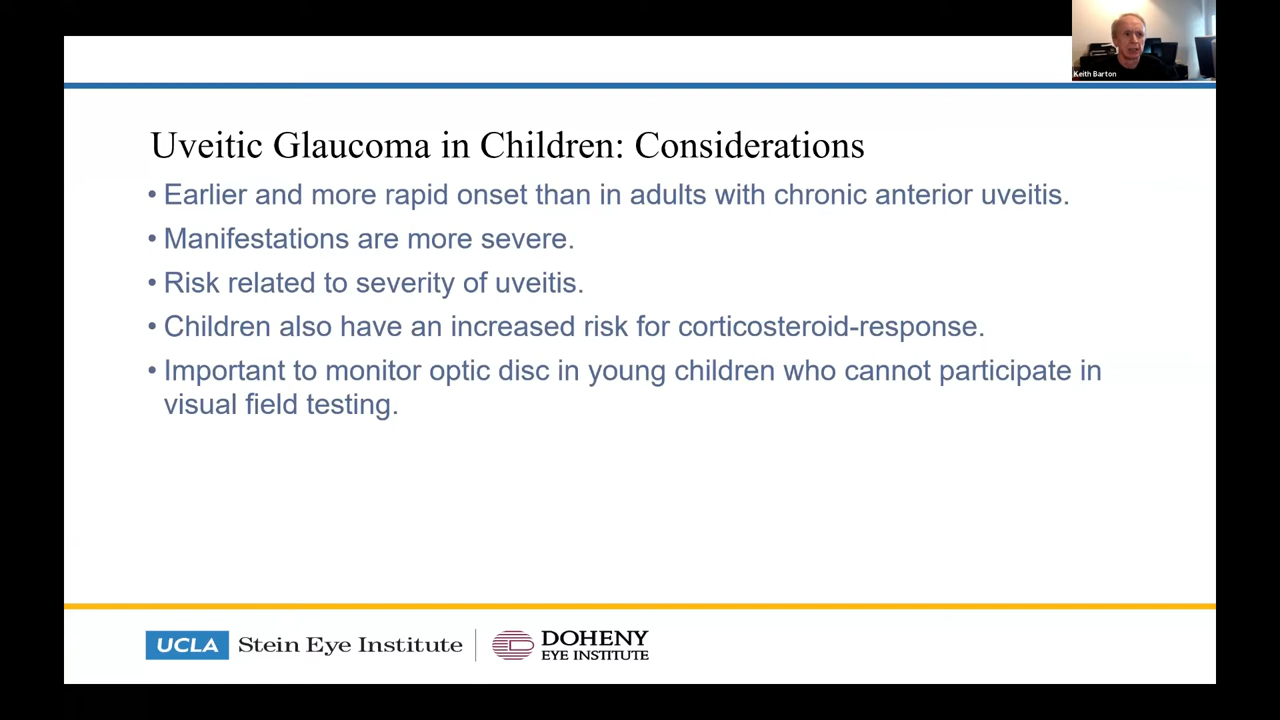 Keith Barton
Uveitic Glaucoma in Children: Considerations
• Earlier and more rapid onset than in adults with chronic anterior uveitis.
• Manifestations are more severe.
• Risk related to severity of uveitis.
• Children also have an increased risk for corticosteroid-response.
• Important to monitor optic disc in young children who cannot participate in
visual field testing.
UCLA Stein Eye Institute
DOHENY
EYE INSTITUTE